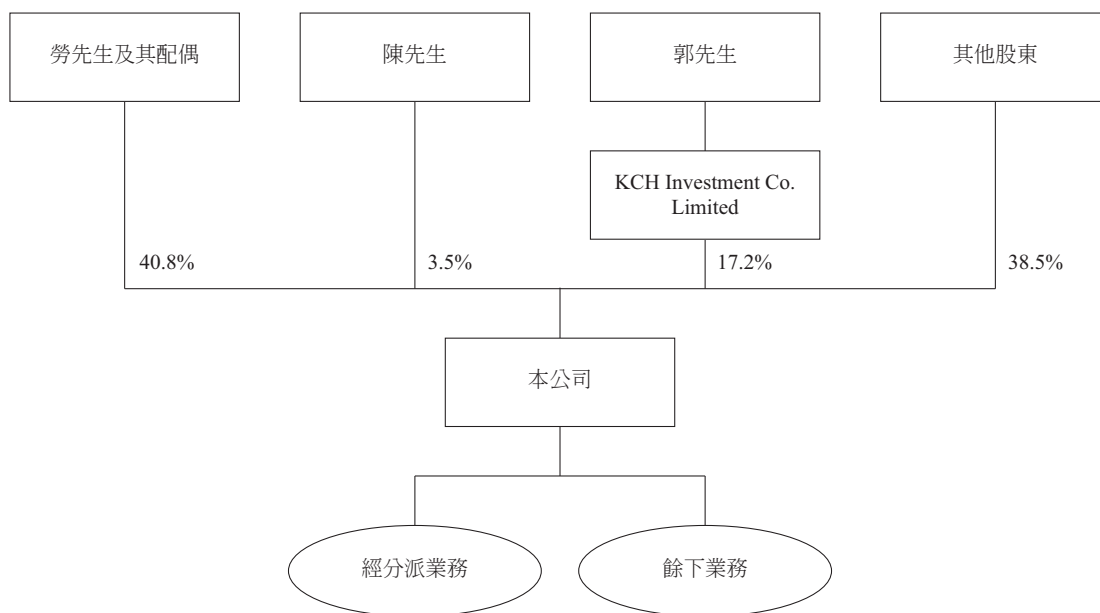 勞先生及其配偶
陳先生
郭先生
其他股東
KCH Investment Co.
Limited
40.8%
3.5%
17.2%
38.5%
本公司
經分派業務
餘下業務